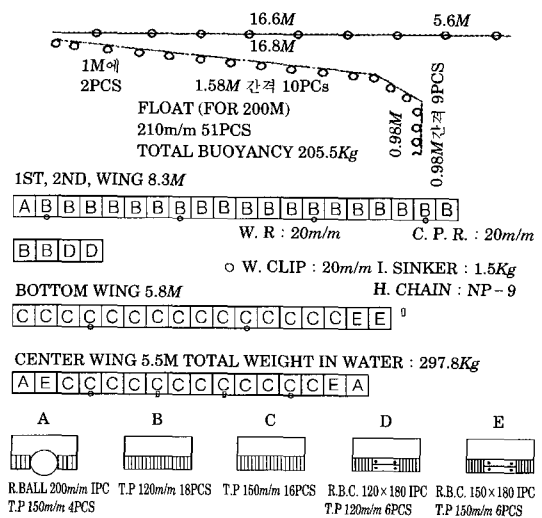 16.6M 5.6M
16.8M
1M에
2PCS
1.58M 간격 10PCs
0.98M
0.98M간격 9PCS
FLOAT (FOR 200M)
210m/m 51PCS
TOTAL BUOYANCY 205.5Kg
1ST, 2ND, WING 8.3M
A B B B B B B B B B B B B B B B B B B B
W. R : 20m/m C. P. R. : 20m/m
B B D D
W. CLIP : 20m/m I. SINKER : 1.5Kg
H. CHAIN : NP-9
BOTTOM WING 5.8M
C C C C C C C C C C C C C C C E E
CENTER WING 5.5M TOTAL WEIGHT IN WATER : 297.8Kg
A E C C C C C C C C C C C C E A
A B C D E
R.BALL 200m/m IPC
T.P 150m/m 4PCS
T.P 120m/m 18PCS
T.P 150m/m 16PCS
R.B.C. 120×180 IPC
T.P 120m/m 6PCS
R.B.C. 150×180 IPC
T.P 150m/m 6PCS